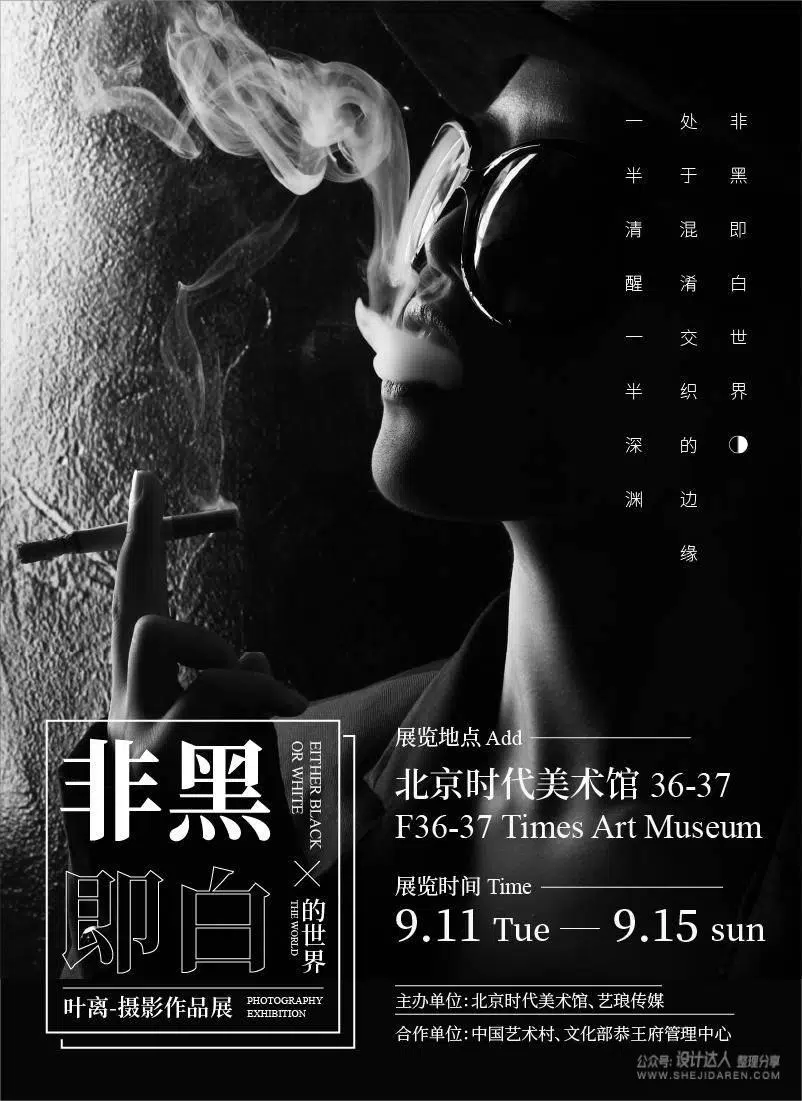 非黑即白世界
处于混淆交织的边缘
一半清醒一半深渊
非黑
即白
EITHER BLACK
OR WHITE
×
的世界
THE WORLD
叶离-摄影作品展
PHOTOGRAPHY
EXHIBITION
展览地点 Add
北京时代美术馆 36-37
F36-37 Times Art Museum
展览时间 Time
9.11 Tue — 9.15 sun
主办单位:北京时代美术馆、艺琅传媒
合作单位:中国艺术村、文化部恭王府管理中心
公众号:设计达人 整理分享
WWW.SHEJIDAREN.COM